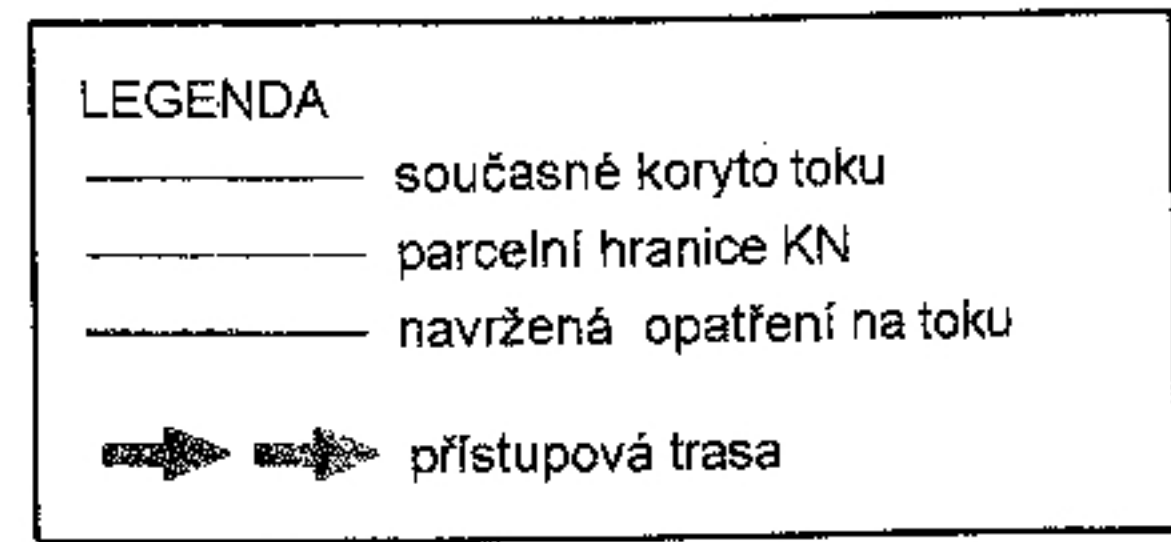 LEGENDA
současné koryto toku
parcelní hranice KN
navržená opatření na toku
přístupová trasa